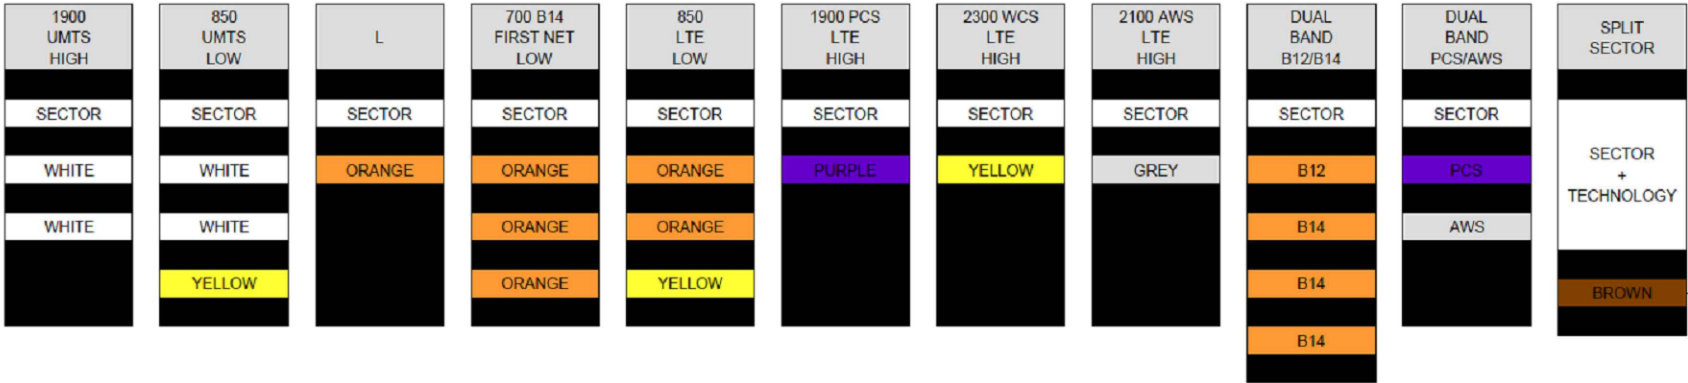 1900
UMTS
HIGH
SECTOR
WHITE
WHITE
850
UMTS
LOW
SECTOR
WHITE
WHITE
YELLOW
L
SECTOR
ORANGE
700 B14
FIRST NET
LOW
SECTOR
ORANGE
ORANGE
ORANGE
850
LTE
LOW
SECTOR
ORANGE
ORANGE
YELLOW
1900 PCS
LTE
HIGH
SECTOR
PURPLE
2300 WCS
LTE
HIGH
SECTOR
YELLOW
2100 AWS
LTE
HIGH
SECTOR
GREY
DUAL
BAND
B12/B14
SECTOR
B12
B14
B14
B14
DUAL
BAND
PCS/AWS
SECTOR
PCS
AWS
SPLIT
SECTOR
SECTOR
+
TECHNOLOGY
BROWN